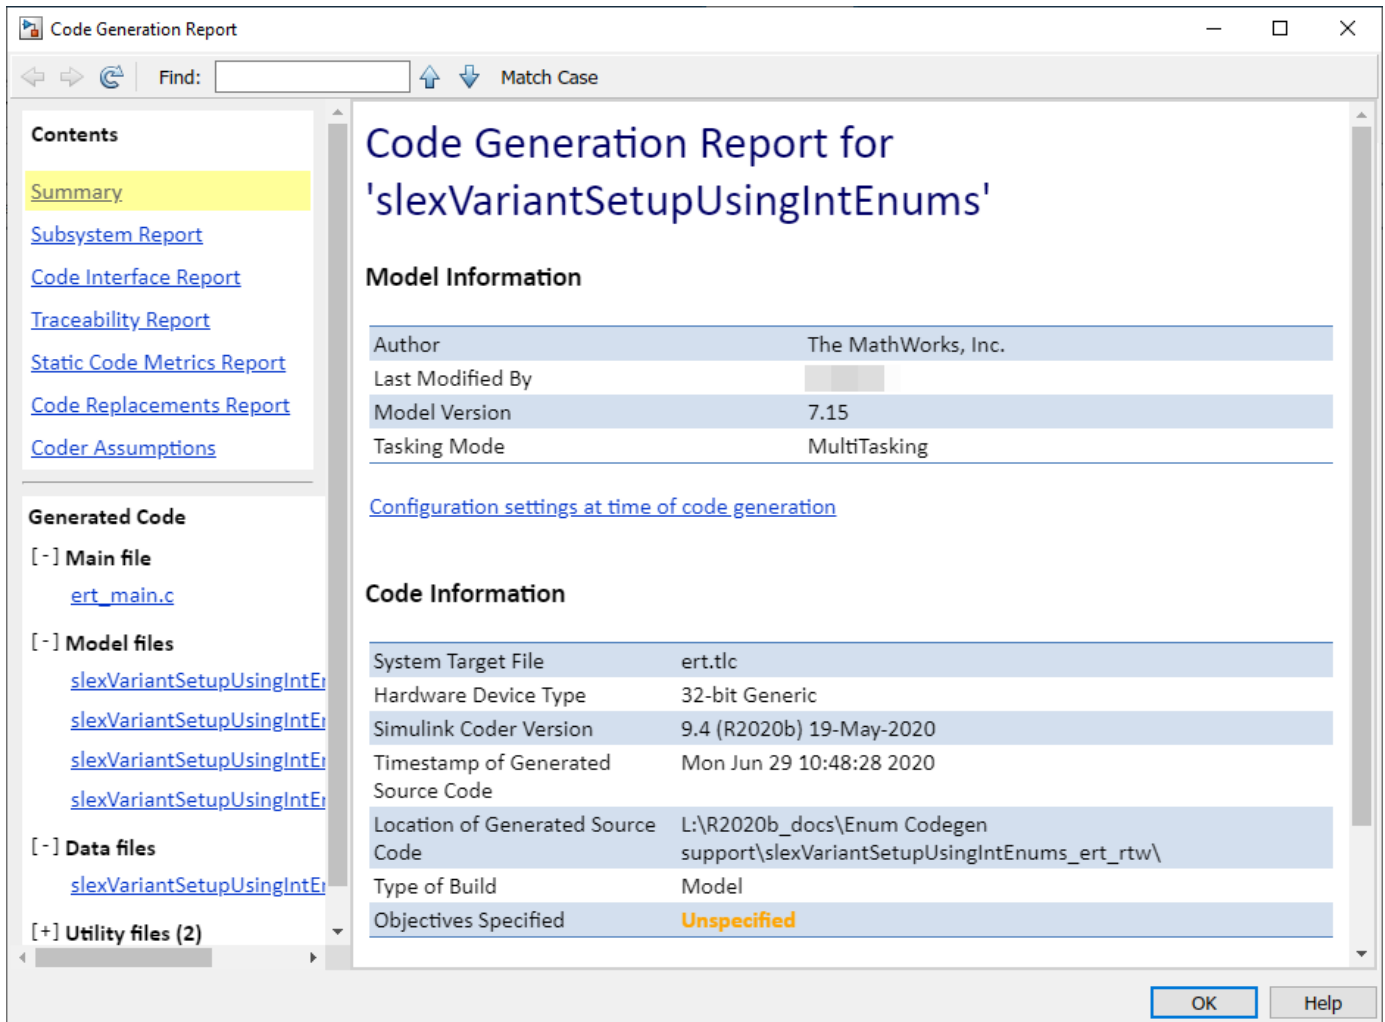 Code Generation Report
Find:
Match Case
Contents
Summary
Subsystem Report
Code Interface Report
Traceability Report
Static Code Metrics Report
Code Replacements Report
Coder Assumptions
Generated Code
[-] Main file
ert_main.c
[-] Model files
slexVariantSetupUsingIntEr
slexVariantSetupUsingIntEr
slexVariantSetupUsingIntEr
slexVariantSetupUsingIntEr
[-] Data files
slexVariantSetupUsingIntEr
[+] Utility files (2)
Code Generation Report for
'slexVariantSetupUsingIntEnums'
Model Information
Author The MathWorks, Inc.
Last Modified By
Model Version 7.15
Tasking Mode MultiTasking
Configuration settings at time of code generation
Code Information
System Target File ert.tlc
Hardware Device Type 32-bit Generic
Simulink Coder Version 9.4 (R2020b) 19-May-2020
Timestamp of Generated Mon Jun 29 10:48:28 2020
Source Code
Location of Generated Source L:\R2020b_docs\Enum Codegen
Code support\slexVariantSetupUsingIntEnums_ert_rtw\
Type of Build Model
Objectives Specified Unspecified
OK Help